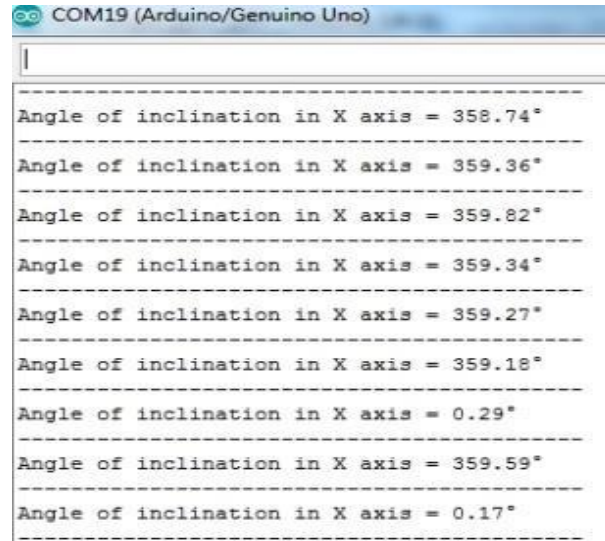 COM19 (Arduino/Genuino Uno)
-------------------------------------------
Angle of inclination in X axis = 358.74°
-------------------------------------------
Angle of inclination in X axis = 359.36°
-------------------------------------------
Angle of inclination in X axis = 359.82°
-------------------------------------------
Angle of inclination in X axis = 359.34°
-------------------------------------------
Angle of inclination in X axis = 359.27°
-------------------------------------------
Angle of inclination in X axis = 359.18°
-------------------------------------------
Angle of inclination in X axis = 0.29°
-------------------------------------------
Angle of inclination in X axis = 359.59°
-------------------------------------------
Angle of inclination in X axis = 0.17°
-------------------------------------------